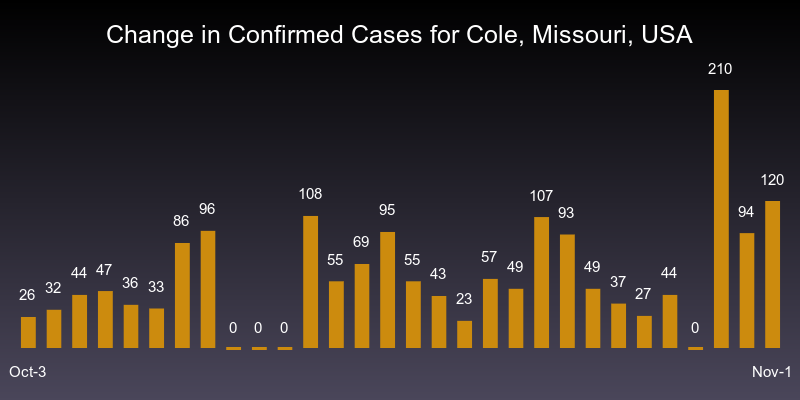 Change in Confirmed Cases for Cole, Missouri, USA
26 32 44 47 36 33 86 96 0 0 0 108 55 69 95 55 43 23 57 49 107 93 49 37 27 44 0 210 94 120
Oct-3 Nov-1